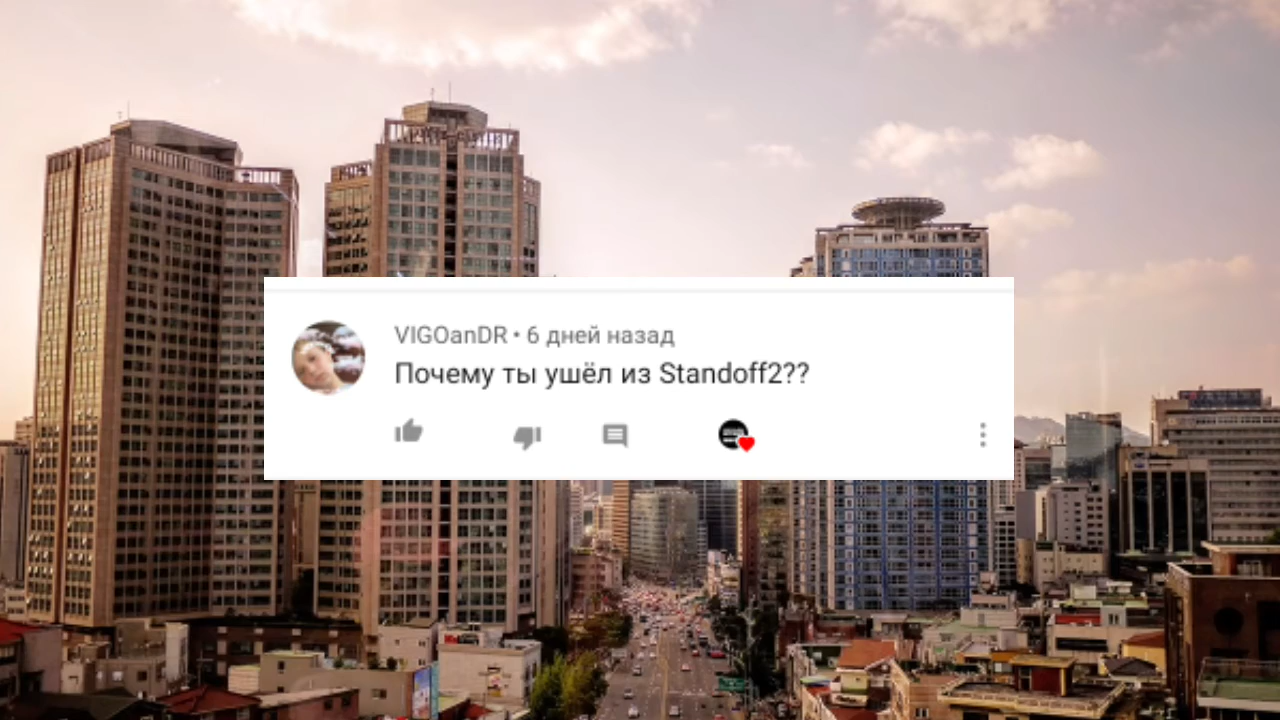 VIGOanDR • 6 дней назад
Почему ты ушёл из Standoff2??